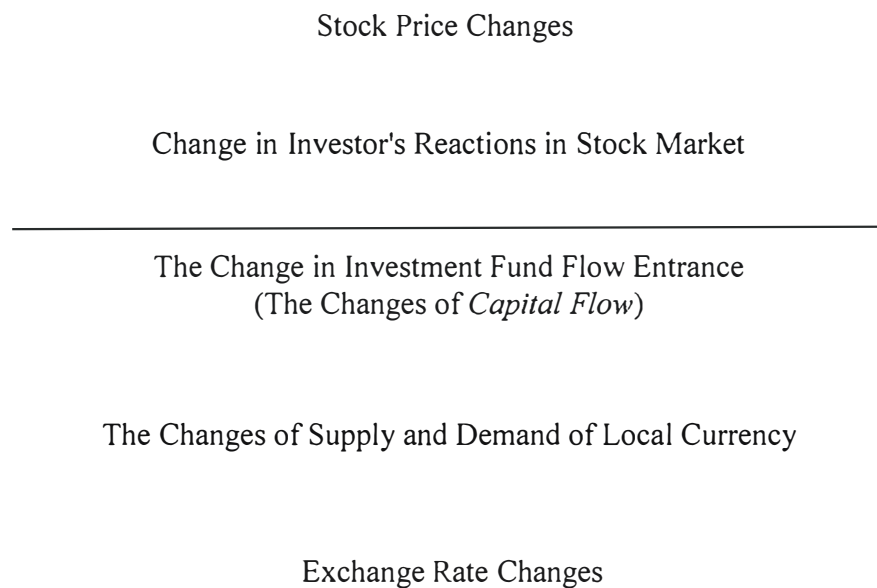 Stock Price Changes
Change in Investor's Reactions in Stock Market
The Change in Investment Fund Flow Entrance
(The Changes of Capital Flow)
The Changes of Supply and Demand of Local Currency
Exchange Rate Changes